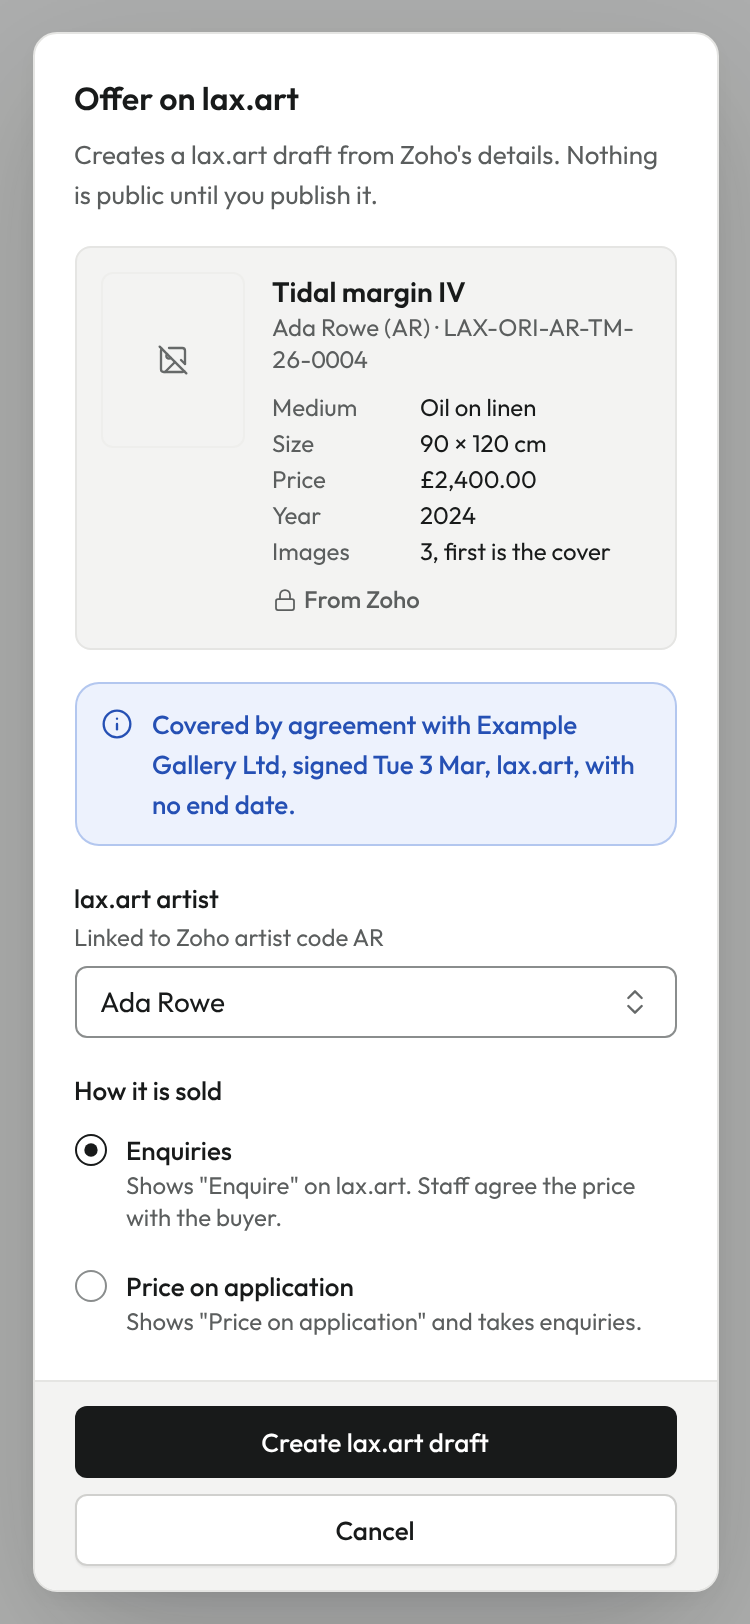 Offer on lax.art
Creates a lax.art draft from Zoho's details. Nothing
is public until you publish it.
Tidal margin IV
Ada Rowe (AR) · LAX-ORI-AR-TM-
26-0004
Medium Oil on linen
Size 90 × 120 cm
Price £2,400.00
Year 2024
Images 3, first is the cover
From Zoho
Covered by agreement with Example
Gallery Ltd, signed Tue 3 Mar, lax.art, with
no end date.
lax.art artist
Linked to Zoho artist code AR
Ada Rowe
How it is sold
Enquiries
Shows "Enquire" on lax.art. Staff agree the price
with the buyer.
Price on application
Shows "Price on application" and takes enquiries.
Create lax.art draft
Cancel